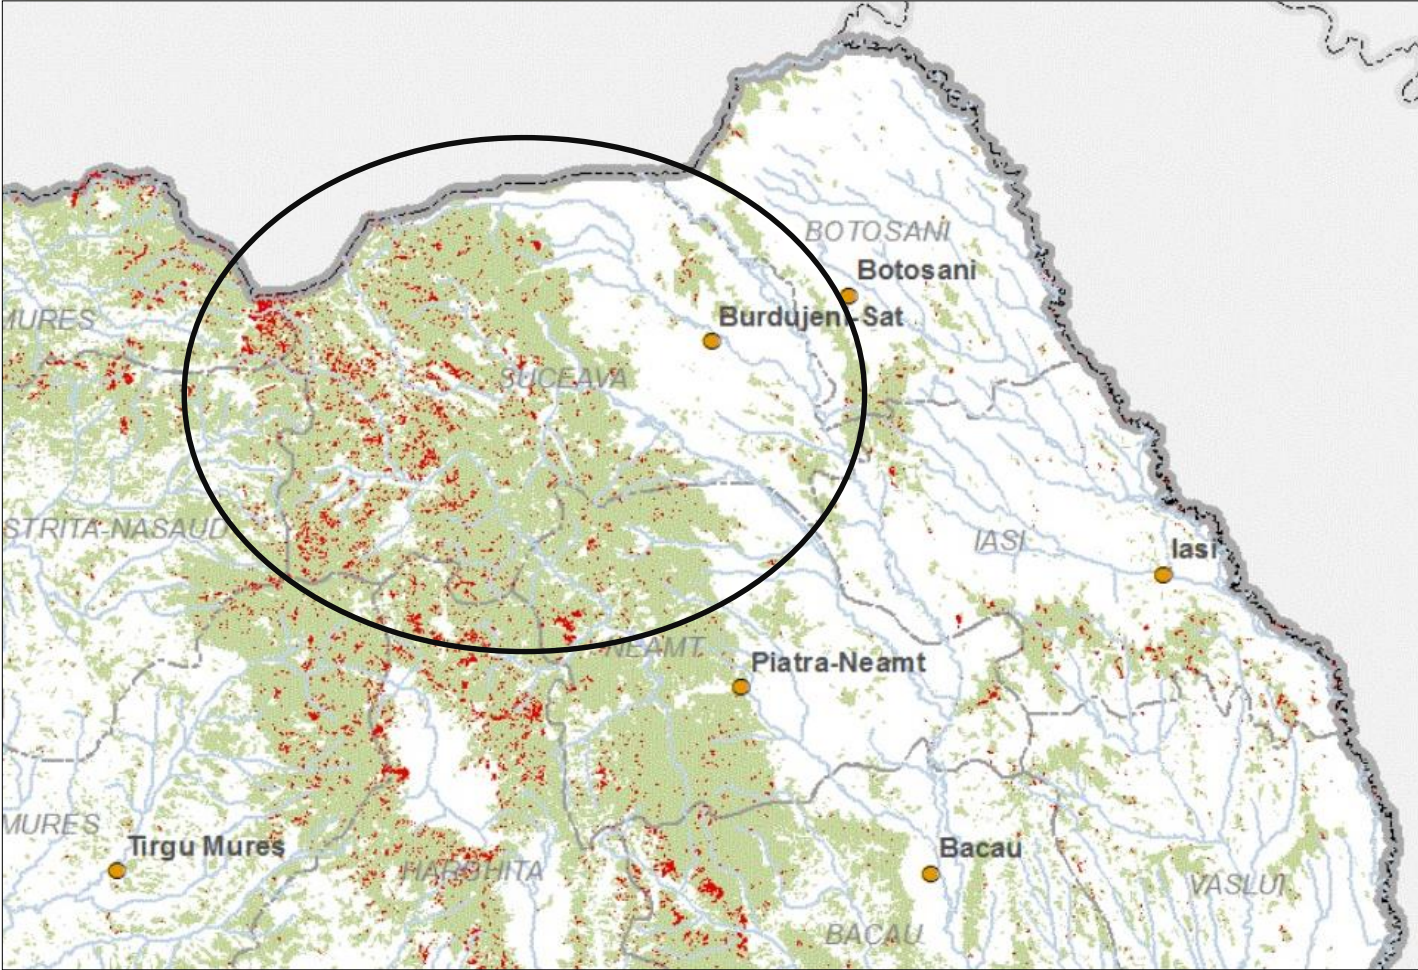 BOTOSANI
Botosani
MURES
Burdujeni-Sat
SUCEAVA
STRITA-NASAUD
IASI
Iasi
NEAMT
Piatra-Neamt
MURES
Tirgu Mures
Bacau
HARGHITA
VASLUI
BACAU